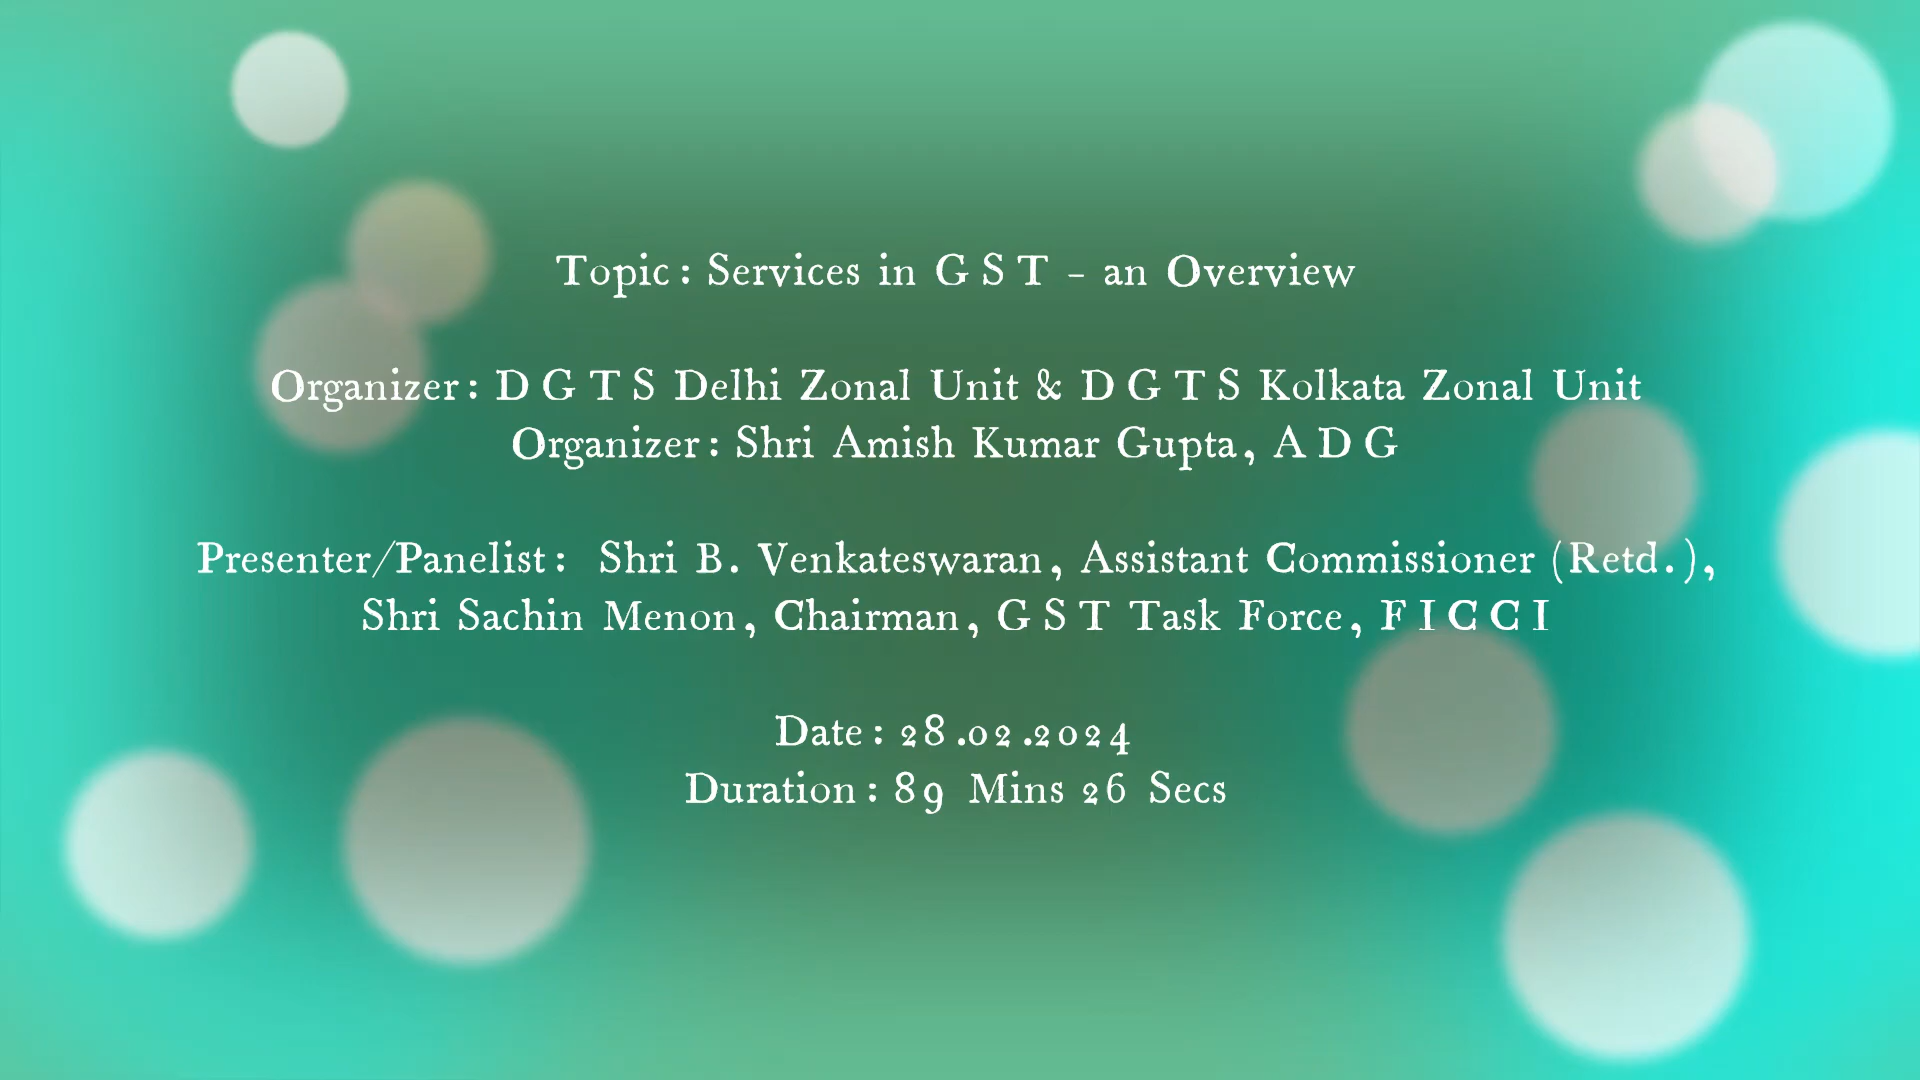 Topic: Services in G S T - an Overview
Organizer: D G T S Delhi Zonal Unit & D G T S Kolkata Zonal Unit
Organizer: Shri Amish Kumar Gupta, A D G
Presenter/Panelist: Shri B. Venkateswaran, Assistant Commissioner (Retd.),
Shri Sachin Menon, Chairman, G S T Task Force, F I C C I
Date: 28.02.2024
Duration: 89 Mins 26 Secs